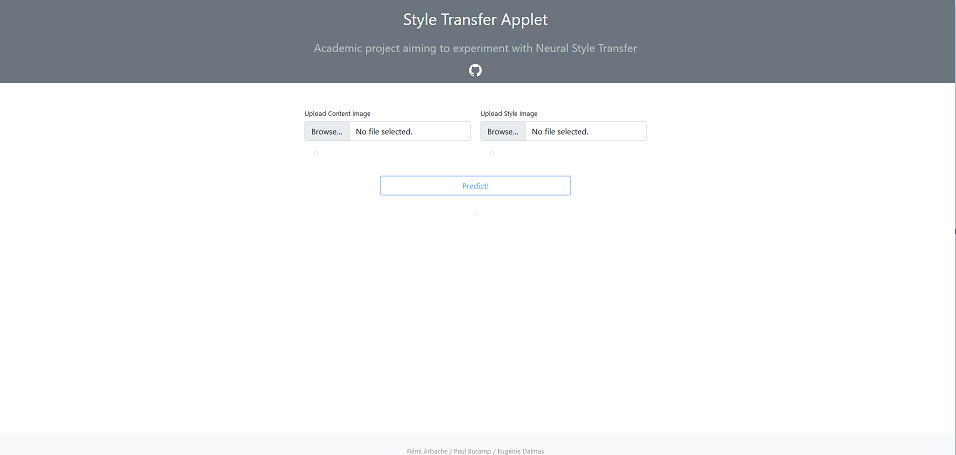 Style Transfer Applet
Academic project aiming to experiment with Neural Style Transfer
Upload Content Image Upload Style Image
Browse... No file selected. Browse... No file selected.
Predict!
Rémi Arbache / Paul Bucamp / Eugénie Dalmas